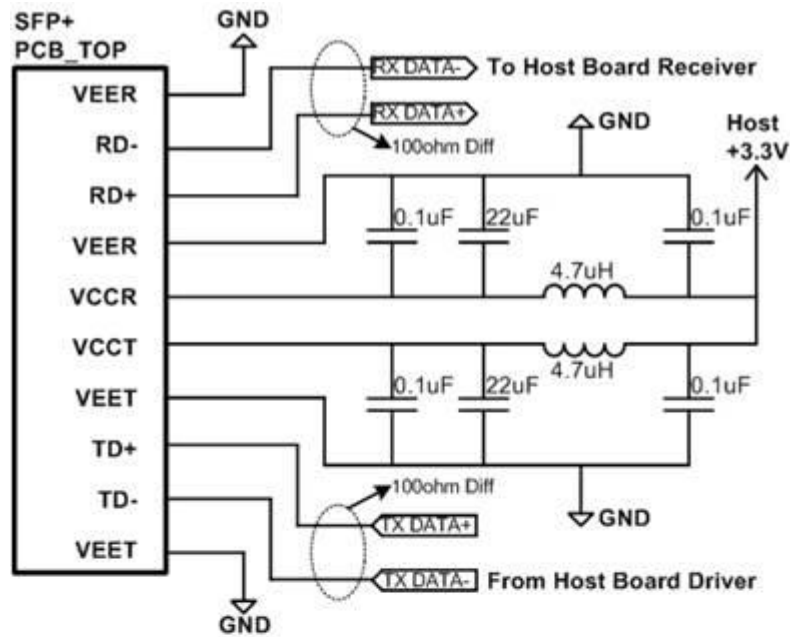 SFP+
PCB_TOP
GND
VEER
RD-
RD+
VEER
VCCR
VCCT
VEET
TD+
TD-
VEET
RX DATA-
To Host Board Receiver
RX DATA+
100ohm Diff
GND
Host
+3.3V
0.1uF
22uF
0.1uF
4.7uH
4.7uH
0.1uF
22uF
0.1uF
100ohm Diff
TX DATA+
GND
TX DATA-
From Host Board Driver
GND